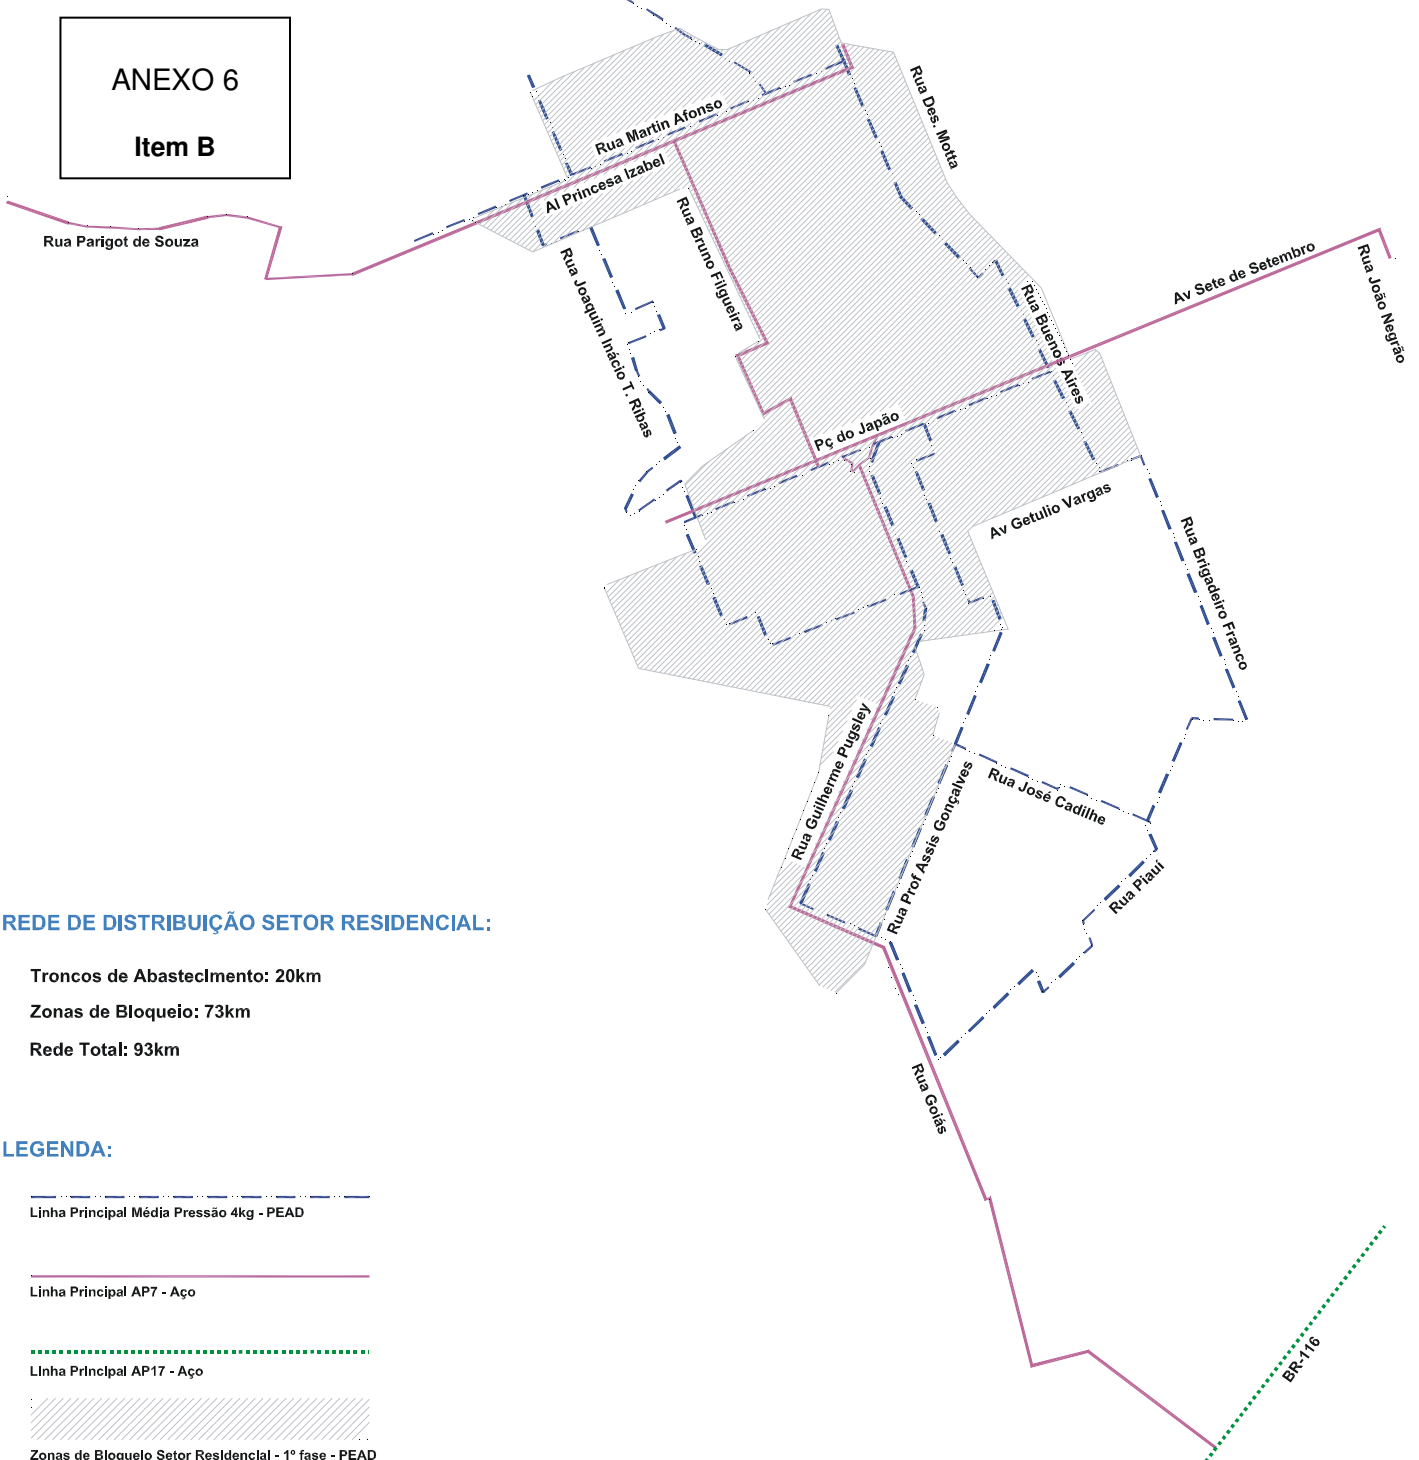 ANEXO 6
Item B
Rua Des. Motta
Rua Martin Afonso
Al Princesa Izabel
Rua Parigot de Souza
Rua Bruno Filgueira
Rua Joaquim Inácio T. Ribas
Av Sete de Setembro
Rua João Negrão
Rua Buenos Aires
Pç do Japão
Av Getulio Vargas
Rua Brigadeiro Franco
Rua Guilherme Pugsley
Rua José Cadilhe
Rua Prof Assis Gonçalves
Rua Piauí
REDE DE DISTRIBUIÇÃO SETOR RESIDENCIAL:
Troncos de Abastecimento: 20km
Zonas de Bloqueio: 73km
Rede Total: 93km
Rua Goiás
LEGENDA:
Linha Principal Média Pressão 4kg - PEAD
Linha Principal AP7 - Aço
Linha Principal AP17 - Aço
BR-116
Zonas de Bloqueio Setor Residencial - 1º fase - PEAD